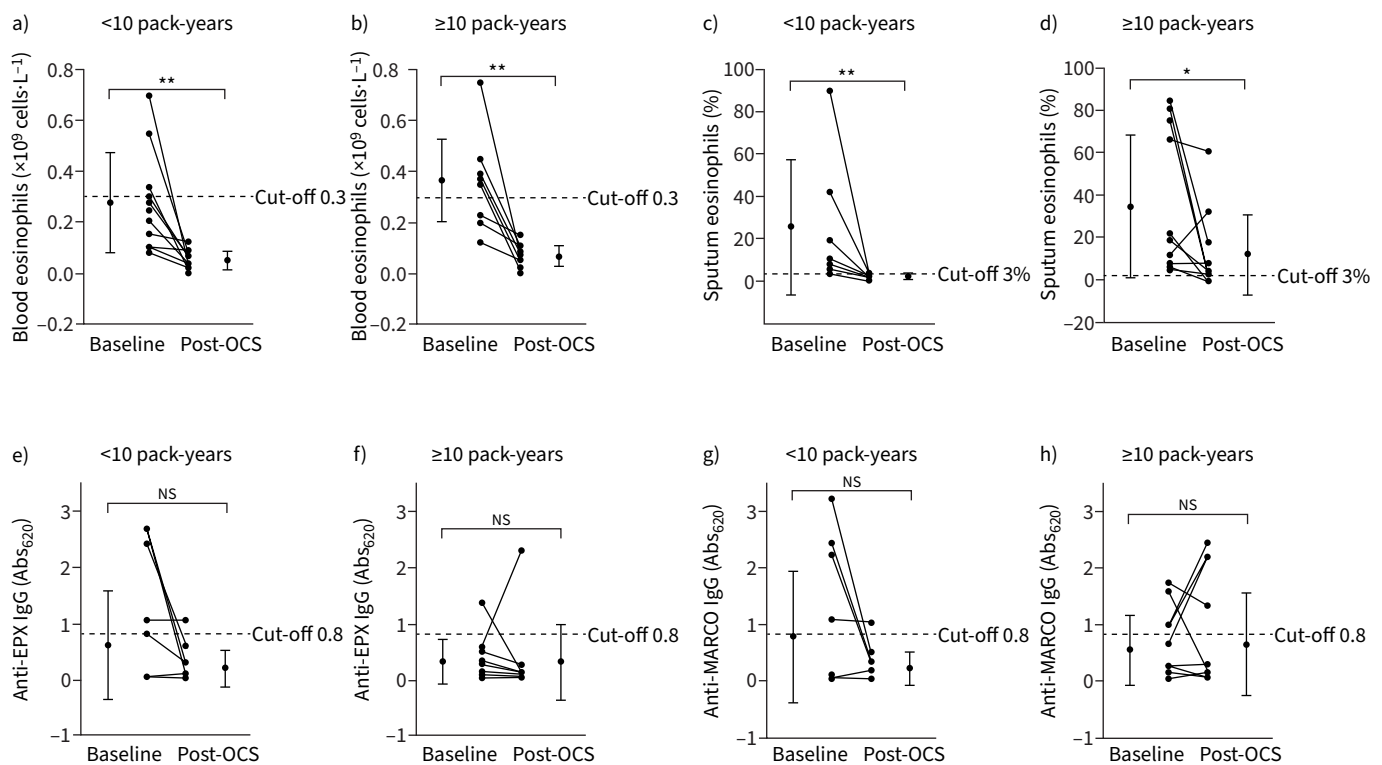 a) <10 pack-years
Blood eosinophils (×10⁹ cells·L⁻¹)
0.8
0.6
0.4
0.2
0.0
–0.2
**
Cut-off 0.3
Baseline Post-OCS
b) ≥10 pack-years
Blood eosinophils (×10⁹ cells·L⁻¹)
0.8
0.6
0.4
0.2
0.0
–0.2
**
Cut-off 0.3
Baseline Post-OCS
c) <10 pack-years
Sputum eosinophils (%)
100
80
60
40
20
0
**
Cut-off 3%
Baseline Post-OCS
d) ≥10 pack-years
Sputum eosinophils (%)
100
80
60
40
20
0
–20
*
Cut-off 3%
Baseline Post-OCS
e) <10 pack-years
Anti-EPX IgG (Abs₆₂₀)
3
2
1
0
–1
NS
Cut-off 0.8
Baseline Post-OCS
f) ≥10 pack-years
Anti-EPX IgG (Abs₆₂₀)
3
2
1
0
–1
NS
Cut-off 0.8
Baseline Post-OCS
g) <10 pack-years
Anti-MARCO IgG (Abs₆₂₀)
3
2
1
0
–1
NS
Cut-off 0.8
Baseline Post-OCS
h) ≥10 pack-years
Anti-MARCO IgG (Abs₆₂₀)
3
2
1
0
–1
NS
Cut-off 0.8
Baseline Post-OCS